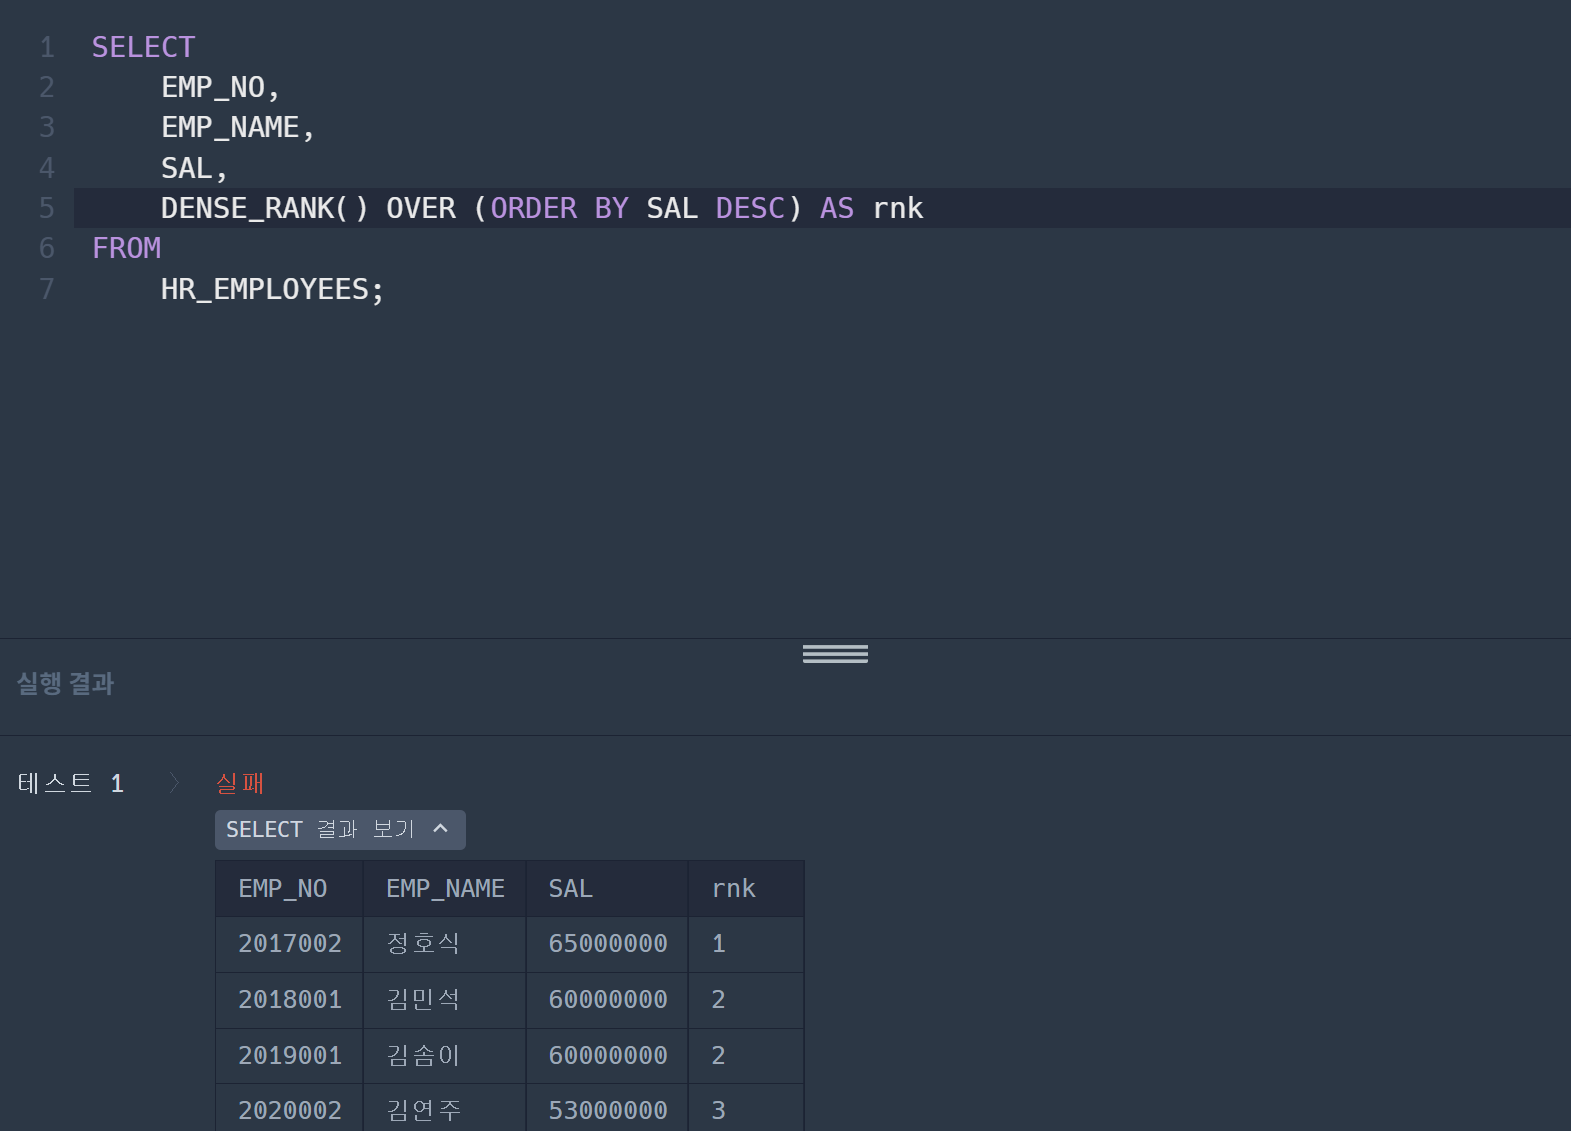 1 SELECT
2 EMP_NO,
3 EMP_NAME,
4 SAL,
5 DENSE_RANK() OVER (ORDER BY SAL DESC) AS rnk
6 FROM
7 HR_EMPLOYEES;
실행 결과
테스트 1 〉 실패
SELECT 결과 보기
EMP_NO EMP_NAME SAL rnk
2017002 정호식 65000000 1
2018001 김민석 60000000 2
2019001 김솜이 60000000 2
2020002 김연주 53000000 3